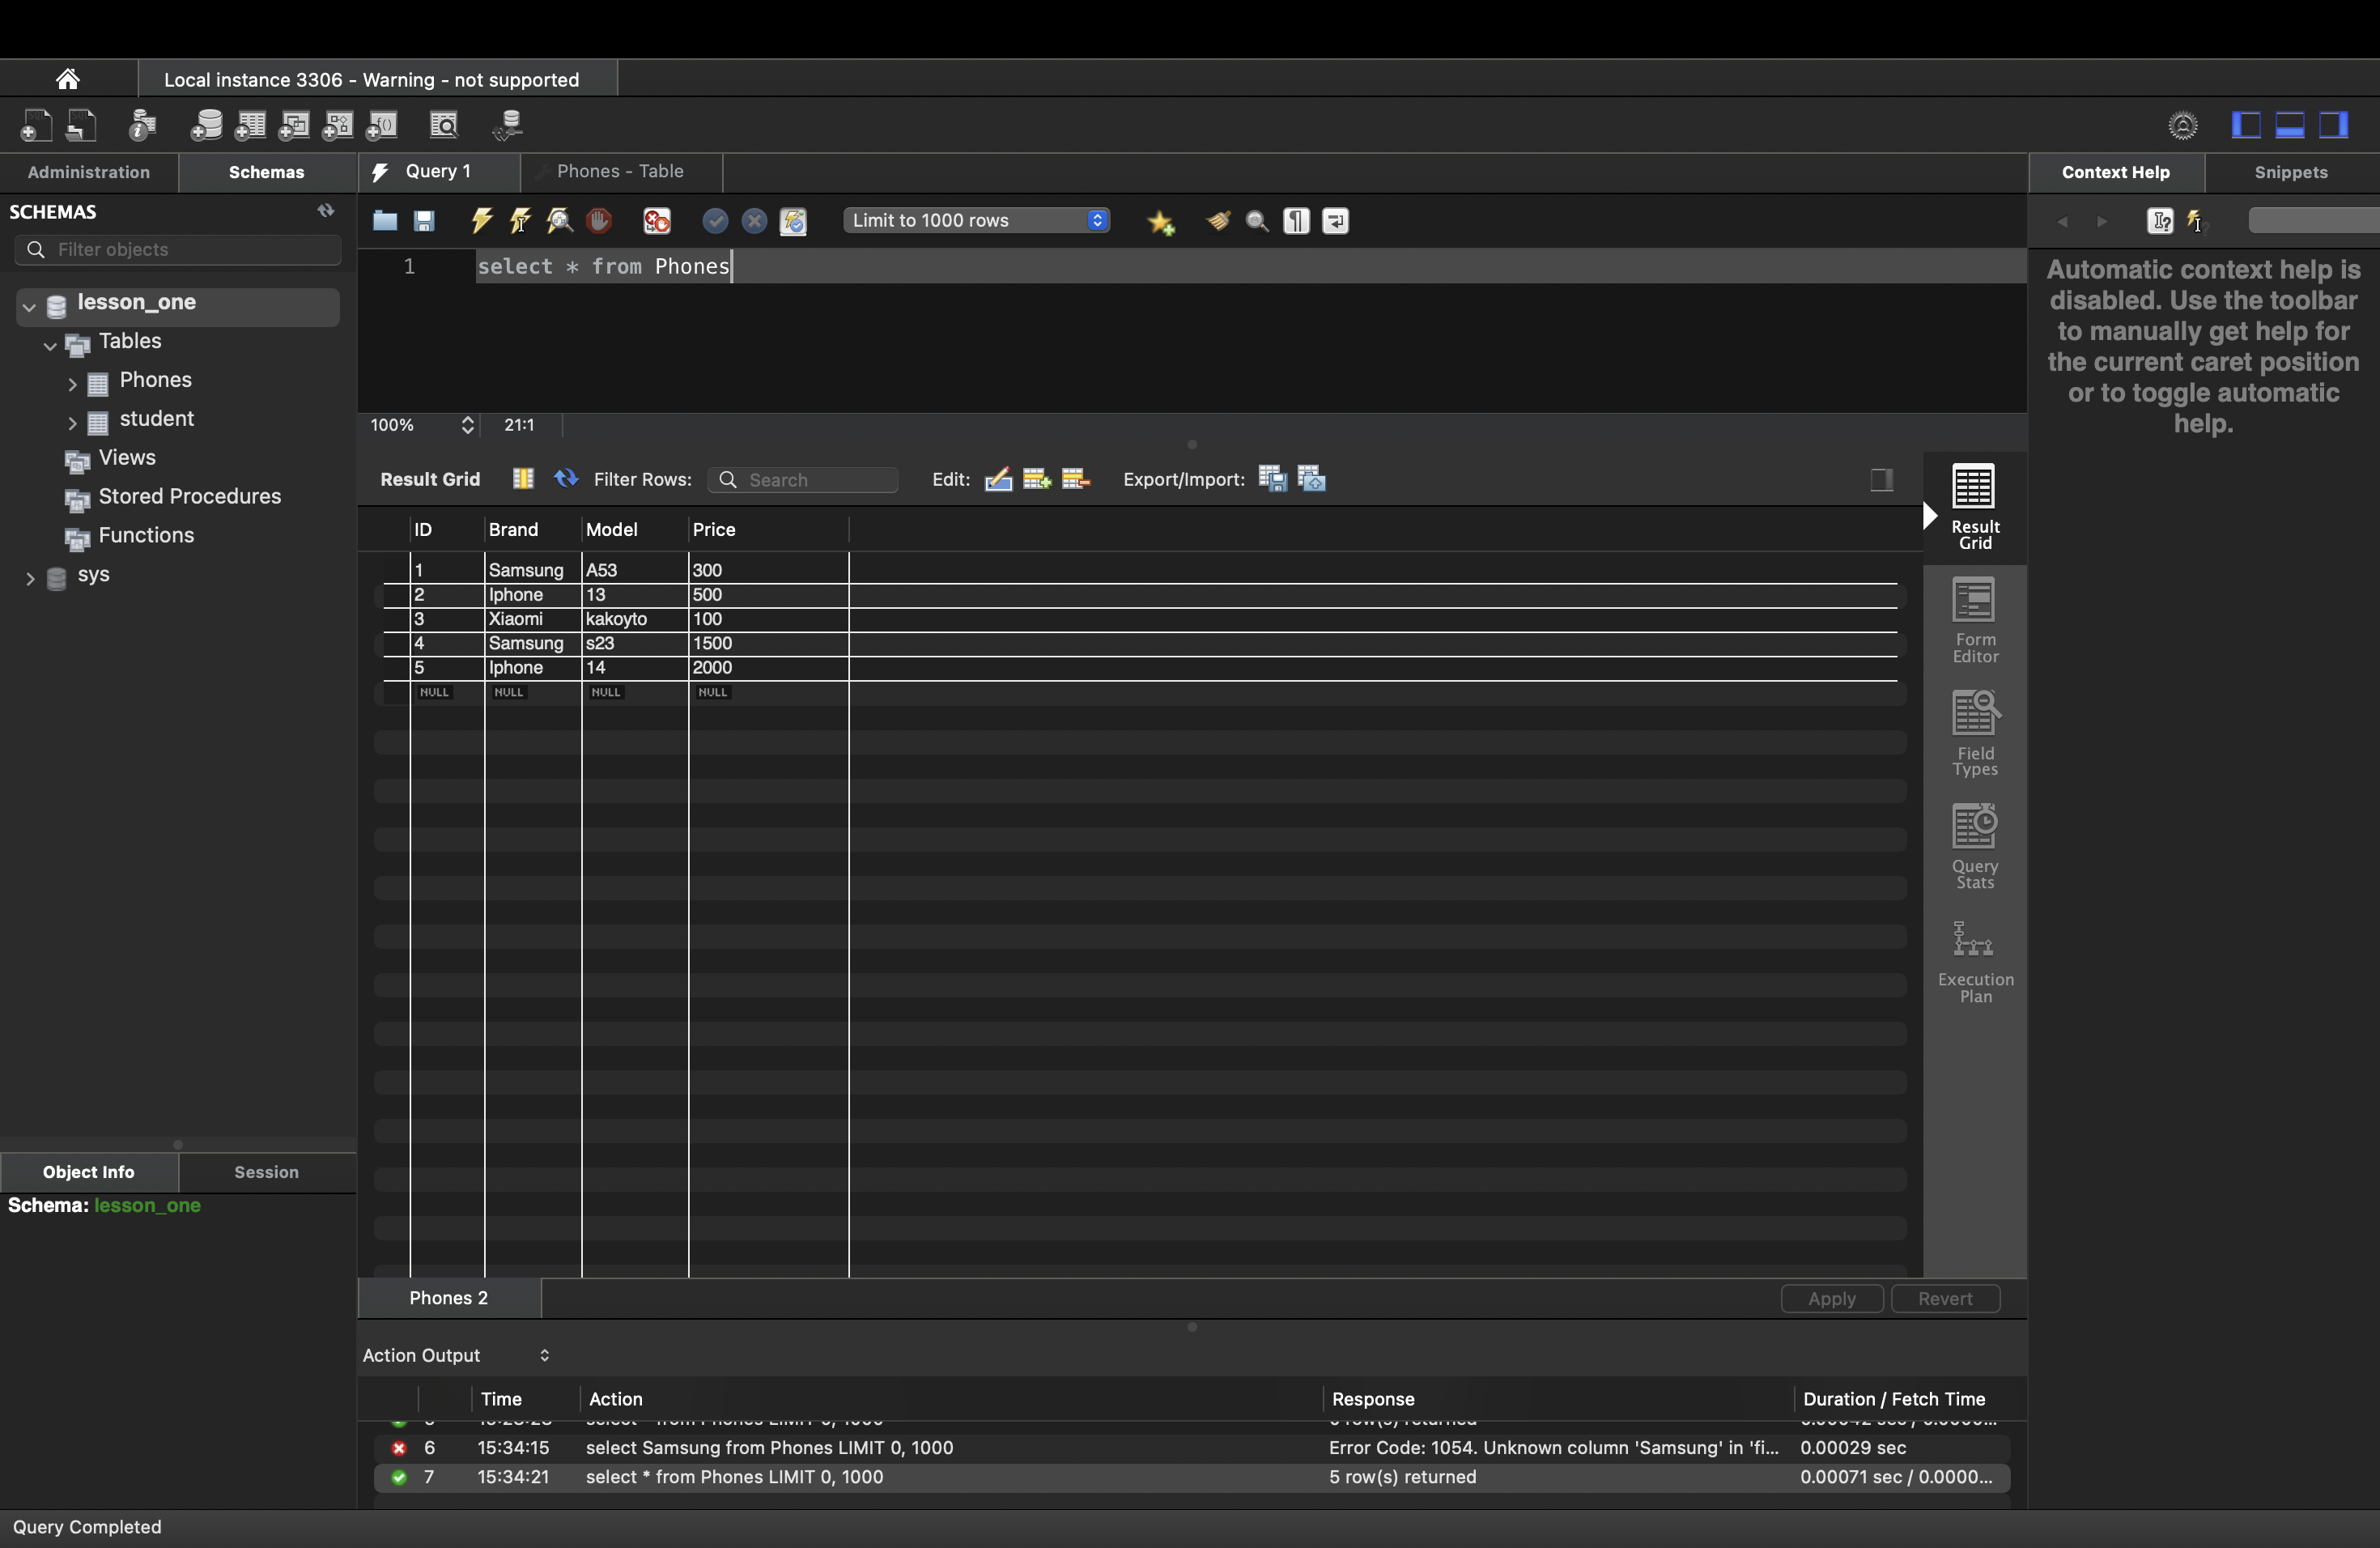 Local instance 3306 - Warning - not supported
Administration Schemas
Query 1 Phones - Table
Context Help Snippets
SCHEMAS
Filter objects
Limit to 1000 rows
1 select * from Phones
Automatic context help is
disabled. Use the toolbar
to manually get help for
the current caret position
or to toggle automatic
help.
lesson_one
Tables
Phones
student
Views
Stored Procedures
Functions
sys
100% 21:1
Result Grid Filter Rows: Search Edit: Export/Import:
ID Brand Model Price
1 Samsung A53 300
2 Iphone 13 500
3 Xiaomi kakoyto 100
4 Samsung s23 1500
5 Iphone 14 2000
NULL NULL NULL NULL
Result
Grid
Form
Editor
Field
Types
Query
Stats
Execution
Plan
Object Info Session
Schema: lesson_one
Phones 2 Apply Revert
Action Output
Time Action Response Duration / Fetch Time
6 15:34:15 select Samsung from Phones LIMIT 0, 1000 Error Code: 1054. Unknown column 'Samsung' in 'fi... 0.00029 sec
7 15:34:21 select * from Phones LIMIT 0, 1000 5 row(s) returned 0.00071 sec / 0.0000...
Query Completed